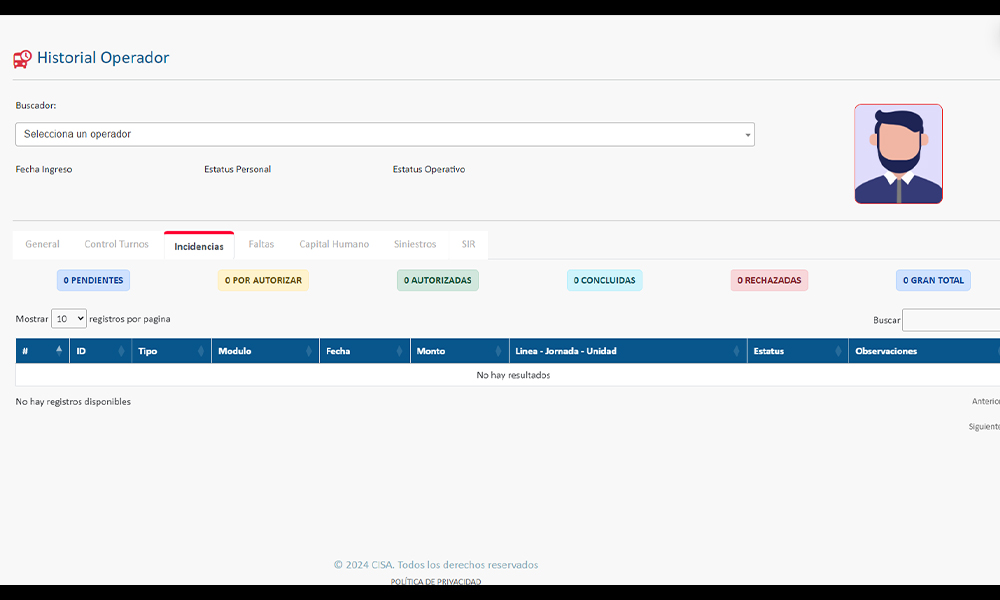 Historial Operador
Buscador:
Selecciona un operador
Fecha Ingreso Estatus Personal Estatus Operativo
General Control Turnos Incidencias Faltas Capital Humano Siniestros SIR
0 PENDIENTES 0 POR AUTORIZAR 0 AUTORIZADAS 0 CONCLUIDAS 0 RECHAZADAS 0 GRAN TOTAL
Mostrar 10 registros por pagina Buscar
# ID Tipo Modulo Fecha Monto Linea - Jornada - Unidad Estatus Observaciones
No hay resultados
No hay registros disponibles Anterior
Siguiente
© 2024 CISA. Todos los derechos reservados
POLÍTICA DE PRIVACIDAD